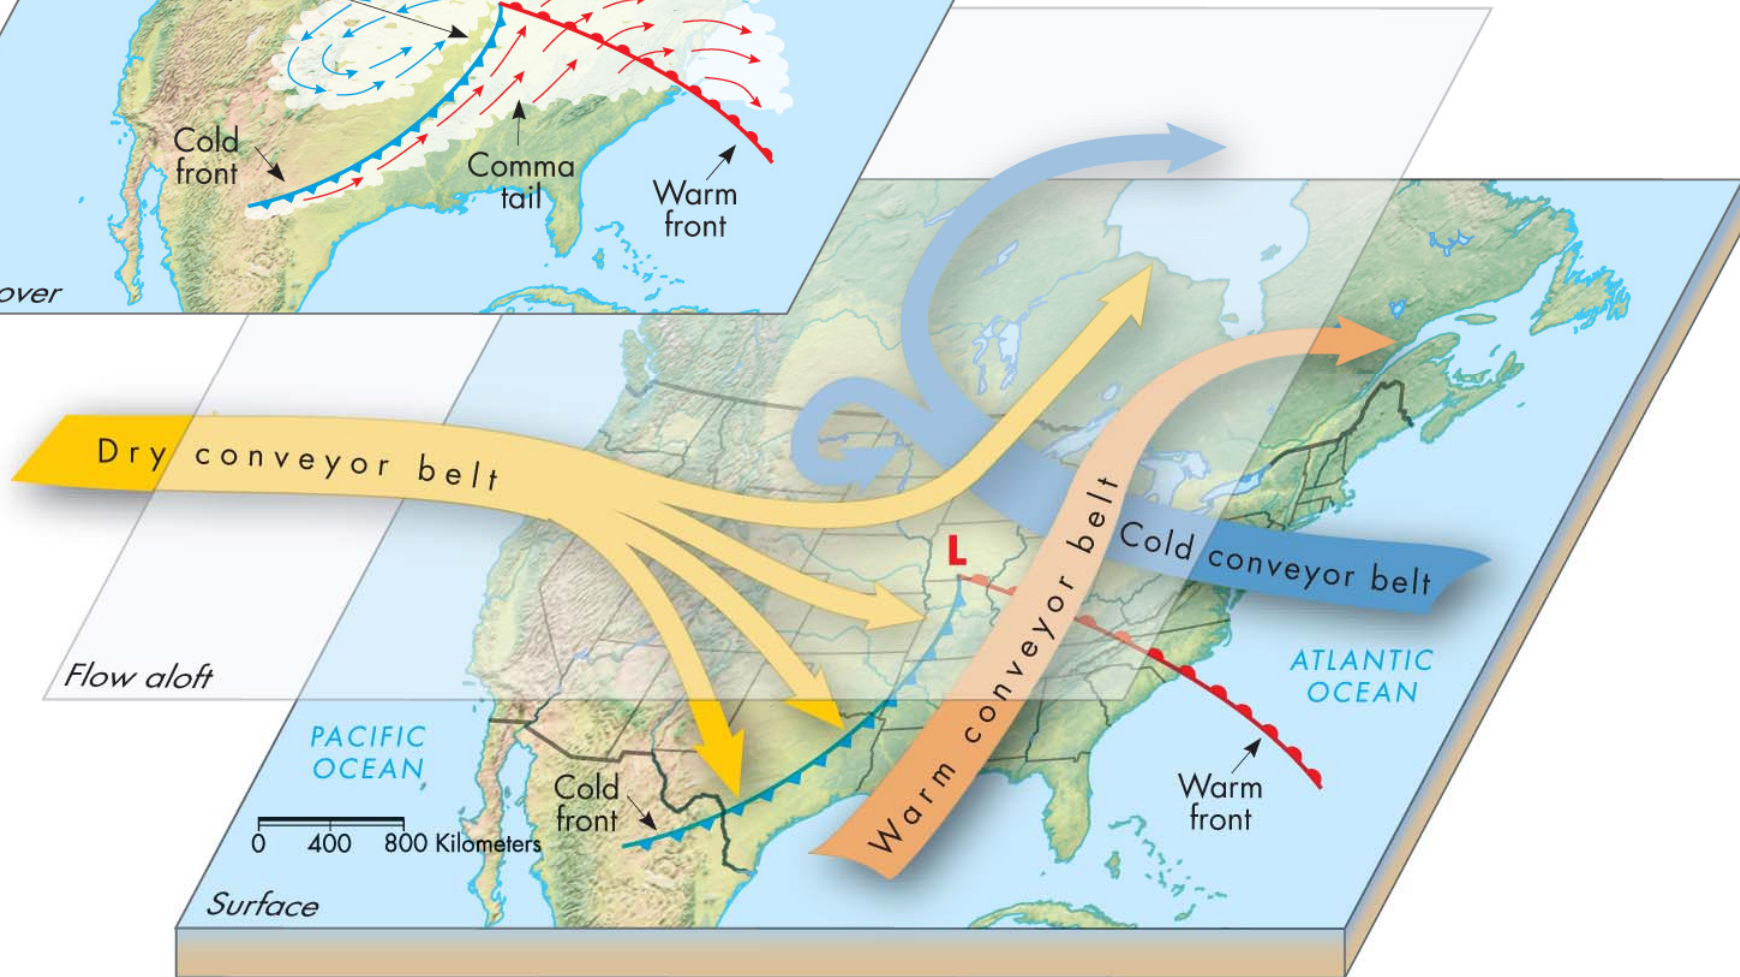 Cold
front
Comma
tail
Warm
front
over
Dry conveyor belt
L
Cold conveyor belt
Warm conveyor belt
Flow aloft
ATLANTIC
OCEAN
PACIFIC
OCEAN
Cold
front
Warm
front
0 400 800 Kilometers
Surface